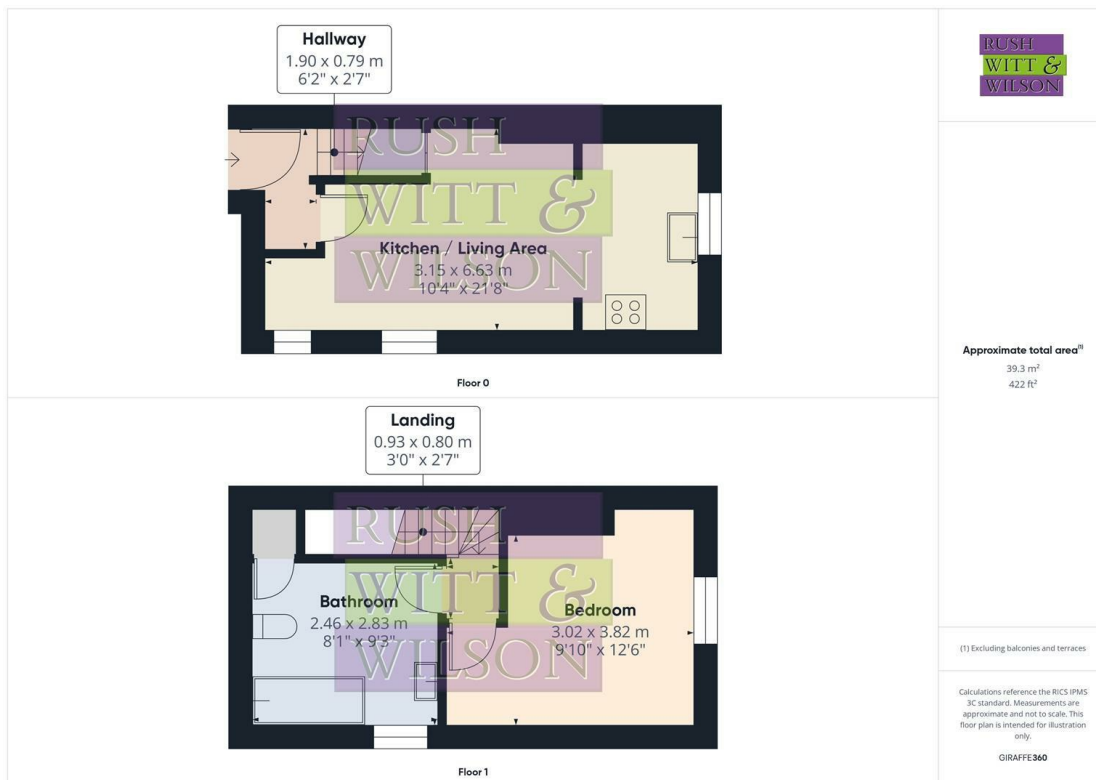 Hallway
1.90 x 0.79 m
6'2" x 2'7"
RUSH
WITT &
WILSON
Kitchen / Living Area
3.15 x 6.63 m
10'4" x 21'8"
Floor 0
Landing
0.93 x 0.80 m
3'0" x 2'7"
RUSH
WITT &
WILSON
Bathroom
2.46 x 2.83 m
8'1" x 9'3"
Bedroom
3.02 x 3.82 m
9'10" x 12'6"
Floor 1
RUSH
WITT &
WILSON
Approximate total area(1)
39.3 m²
422 ft²
(1) Excluding balconies and terraces
Calculations reference the RICS IPMS
3C standard. Measurements are
approximate and not to scale. This
floor plan is intended for illustration
only.
GIRAFFE360